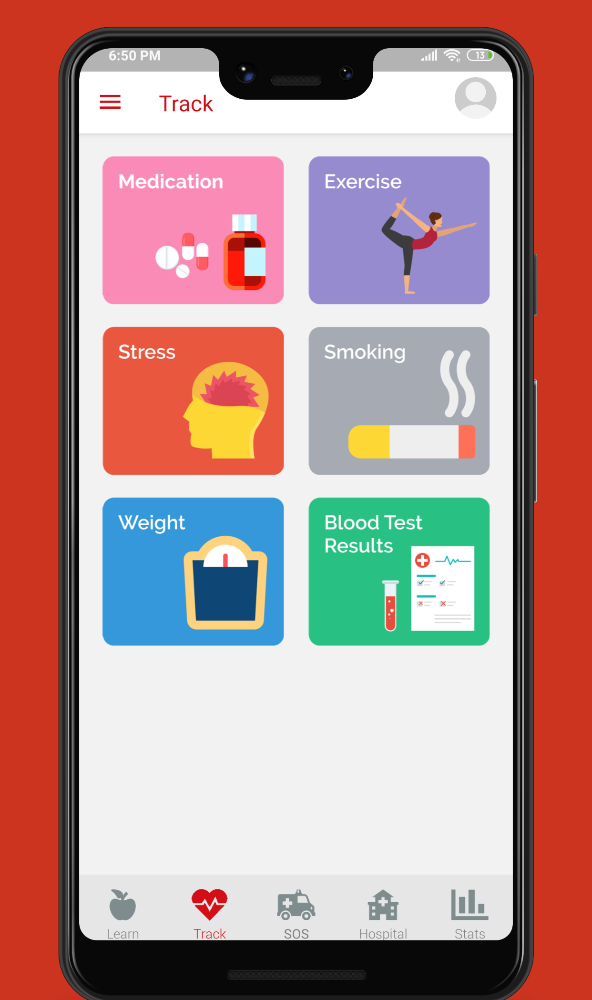 6:50 PM
13
Track
Medication
Exercise
Stress
Smoking
Weight
Blood Test
Results
Learn
Track
SOS
Hospital
Stats